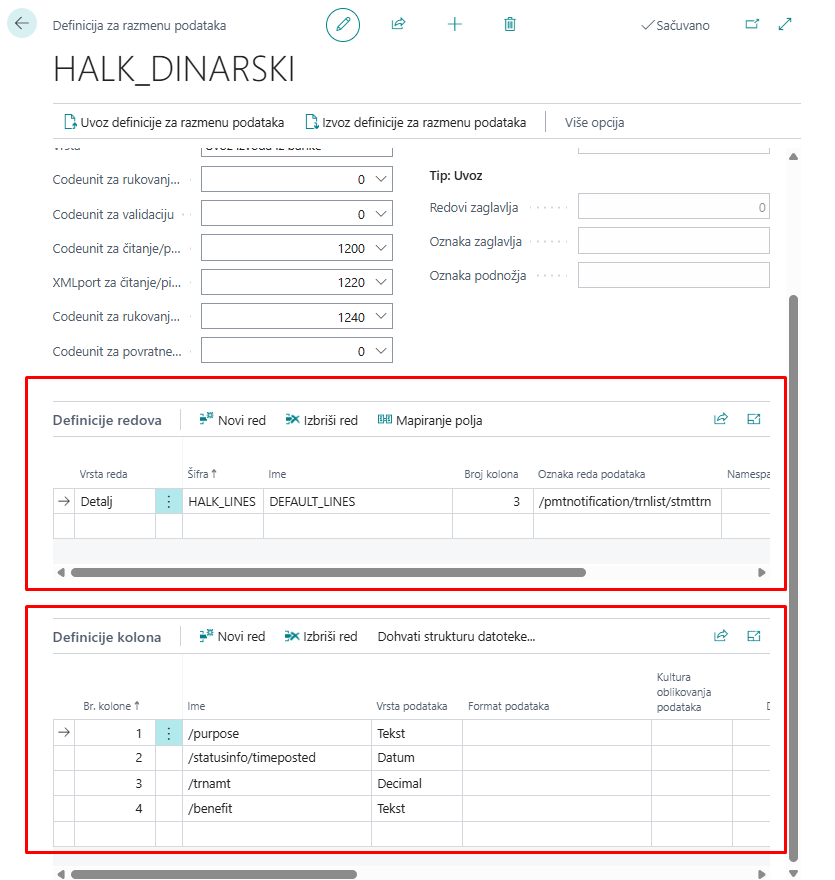 Definicija za razmenu podataka
Sačuvano
HALK_DINARSKI
Uvoz definicije za razmenu podataka Izvoz definicije za razmenu podataka Više opcija
Vrsta Uvoz izvoda iz banke
Codeunit za rukovanj... 0
Codeunit za validaciju 0
Codeunit za čitanje/p... 1200
XMLport za čitanje/pi... 1220
Codeunit za rukovanj... 1240
Codeunit za povratne... 0
Tip: Uvoz
Redovi zaglavlja 0
Oznaka zaglavlja
Oznaka podnožja
Definicije redova Novi red Izbriši red Mapiranje polja
Vrsta reda Šifra ↑ Ime Broj kolona Oznaka reda podataka Namespa
Detalj HALK_LINES DEFAULT_LINES 3 /pmtnotification/trnlist/stmttrn
Definicije kolona Novi red Izbriši red Dohvati strukturu datoteke...
Br. kolone ↑ Ime Vrsta podataka Format podataka Kultura oblikovanja podataka
1 /purpose Tekst
2 /statusinfo/timeposted Datum
3 /trnamt Decimal
4 /benefit Tekst